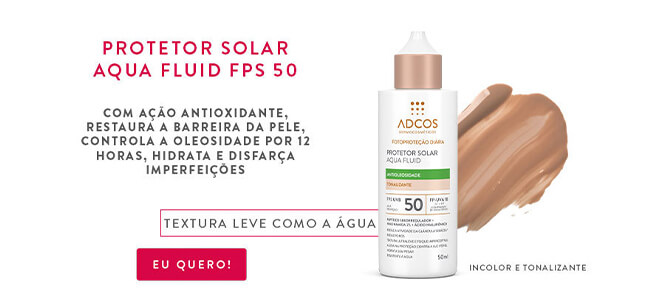 PROTETOR SOLAR
AQUA FLUID FPS 50
COM AÇÃO ANTIOXIDANTE,
RESTAURA A BARREIRA DA PELE,
CONTROLA A OLEOSIDADE POR 12
HORAS, HIDRATA E DISFARÇA
IMPERFEIÇÕES
TEXTURA LEVE COMO A ÁGUA
EU QUERO!
ADCOS
FOTOPROTEÇÃO DIÁRIA
PROTETOR SOLAR
AQUA FLUID
ANTIOLEOSIDADE
TONALIZANTE
50
50ml
INCOLOR E TONALIZANTE